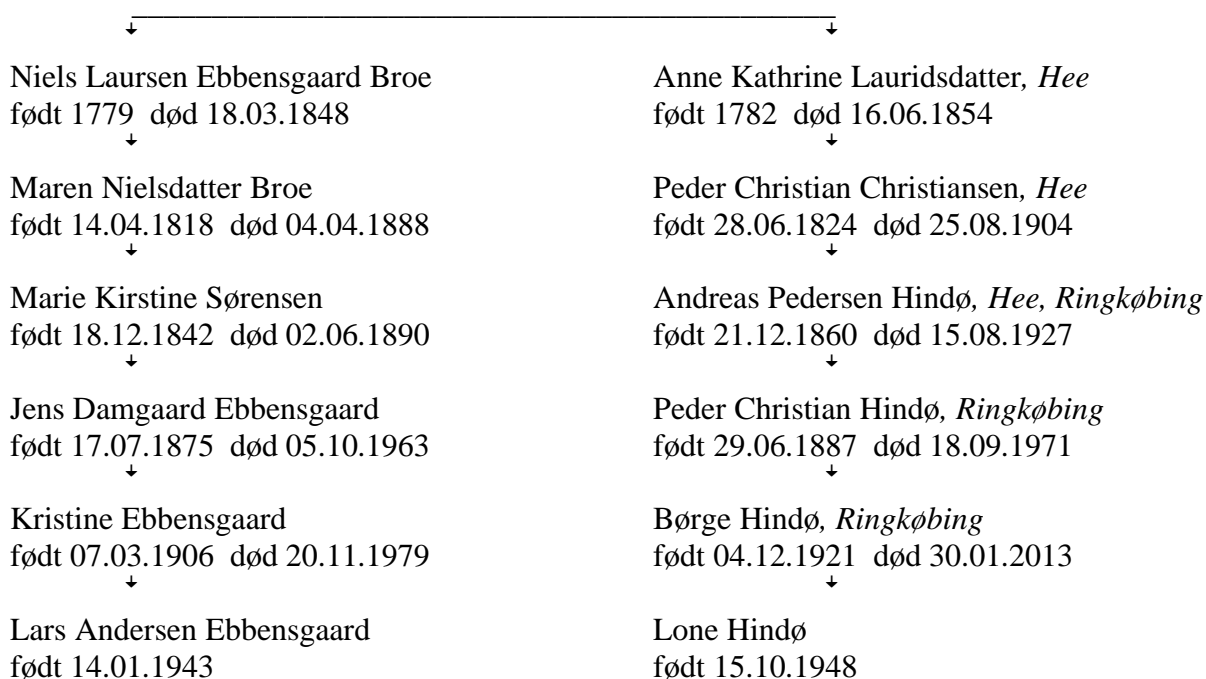 Niels Laursen Ebbensgaard Broe
født 1779 død 18.03.1848
Anne Kathrine Lauridsdatter, Hee
født 1782 død 16.06.1854
Maren Nielsdatter Broe
født 14.04.1818 død 04.04.1888
Peder Christian Christiansen, Hee
født 28.06.1824 død 25.08.1904
Marie Kirstine Sørensen
født 18.12.1842 død 02.06.1890
Andreas Pedersen Hindø, Hee, Ringkøbing
født 21.12.1860 død 15.08.1927
Jens Damgaard Ebbensgaard
født 17.07.1875 død 05.10.1963
Peder Christian Hindø, Ringkøbing
født 29.06.1887 død 18.09.1971
Kristine Ebbensgaard
født 07.03.1906 død 20.11.1979
Børge Hindø, Ringkøbing
født 04.12.1921 død 30.01.2013
Lars Andersen Ebbensgaard
født 14.01.1943
Lone Hindø
født 15.10.1948